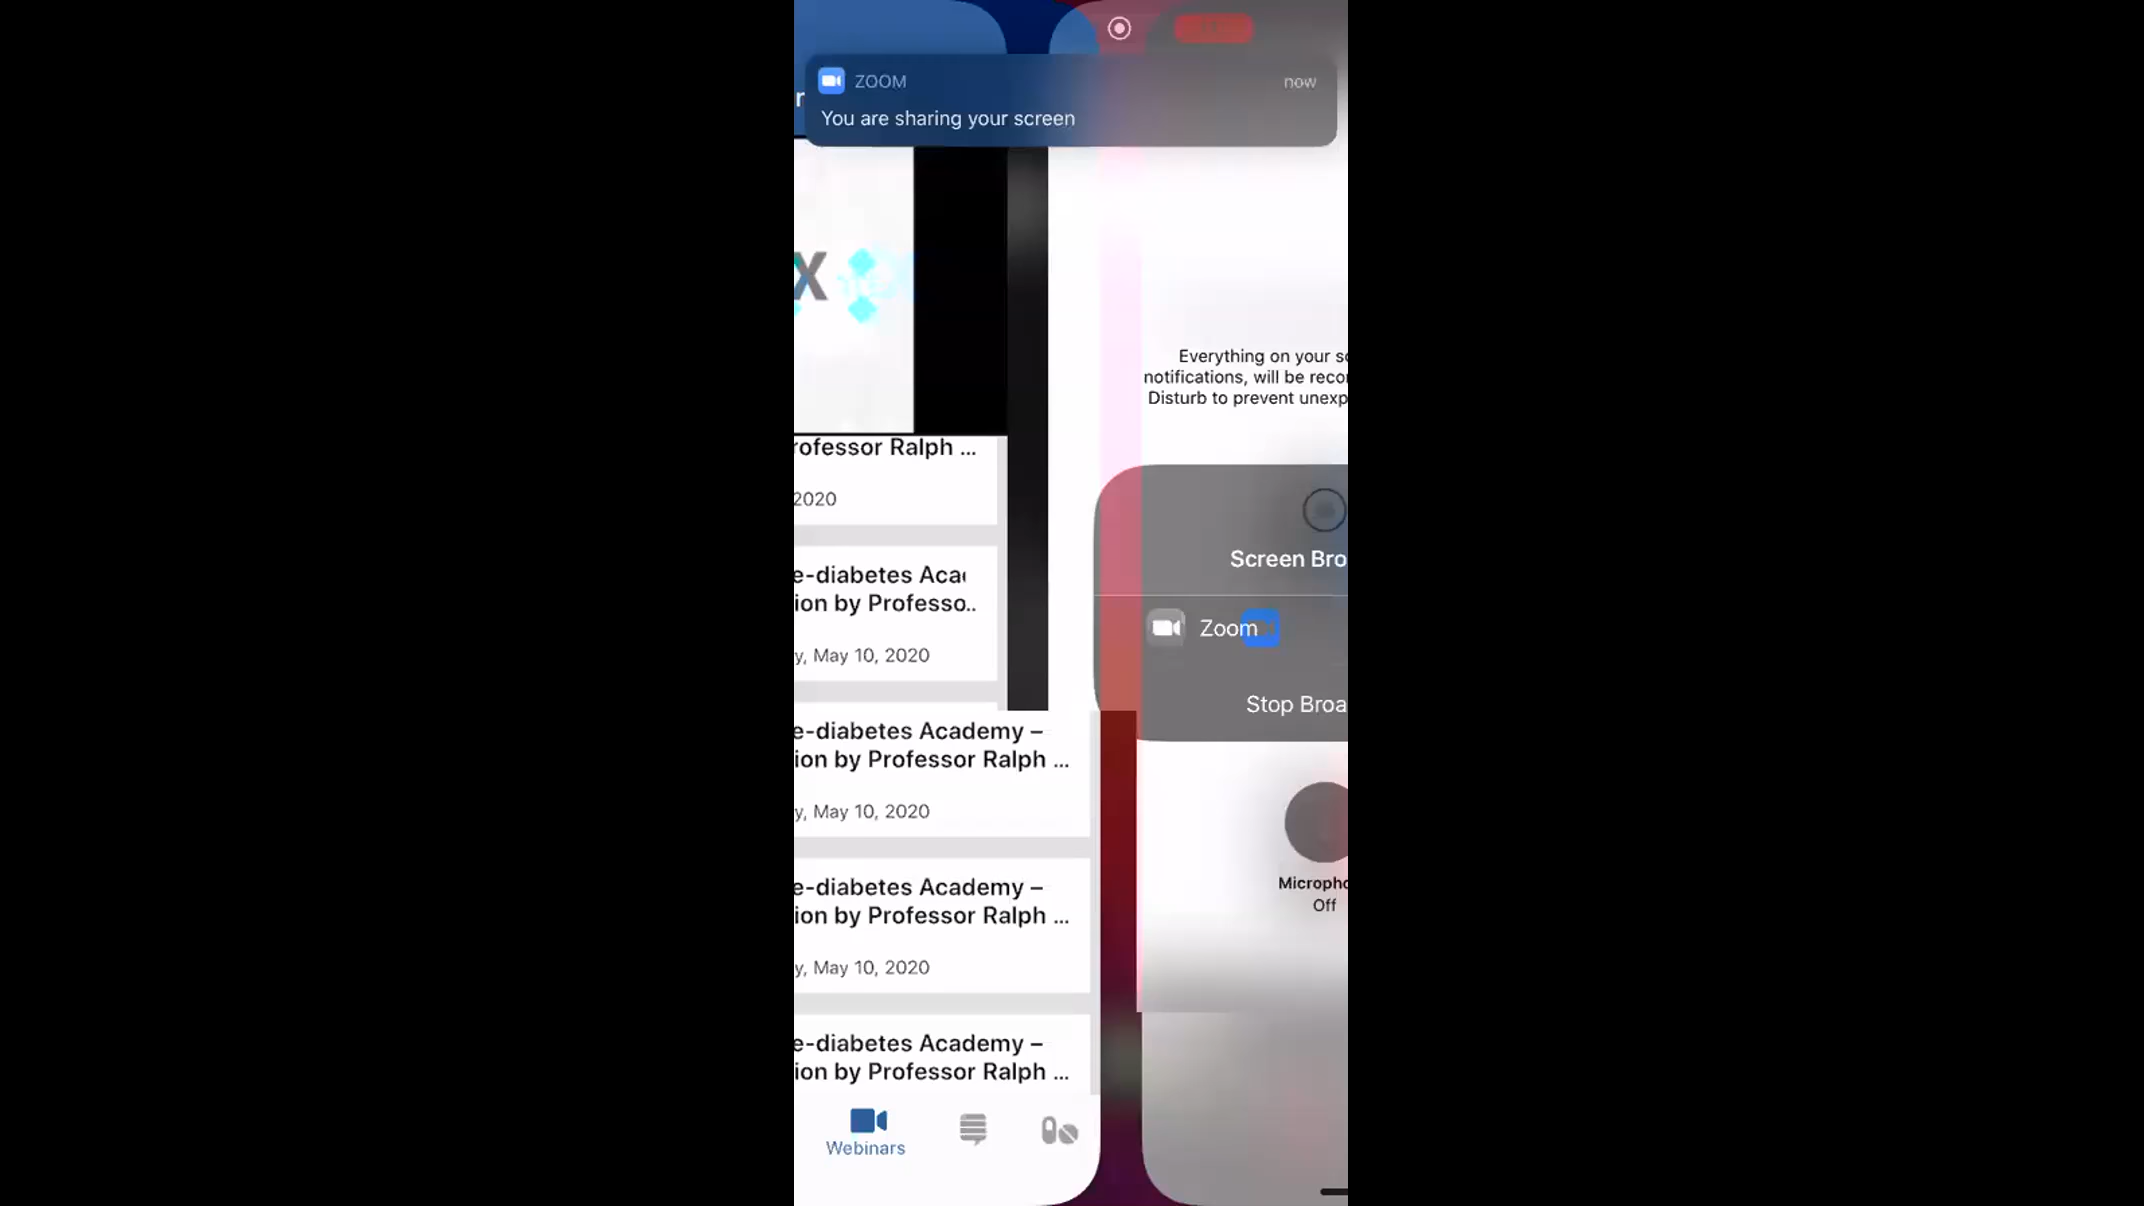 ZOOM
now
You are sharing your screen
X
rofessor Ralph ...
2020
e-diabetes Aca
ion by Professo..
y, May 10, 2020
e-diabetes Academy –
ion by Professor Ralph ...
y, May 10, 2020
e-diabetes Academy –
ion by Professor Ralph ...
y, May 10, 2020
e-diabetes Academy –
ion by Professor Ralph ...
Webinars
Everything on your s
notifications, will be reco
Disturb to prevent unexp
Screen Bro
Zoom
Stop Broa
Micropho
Off